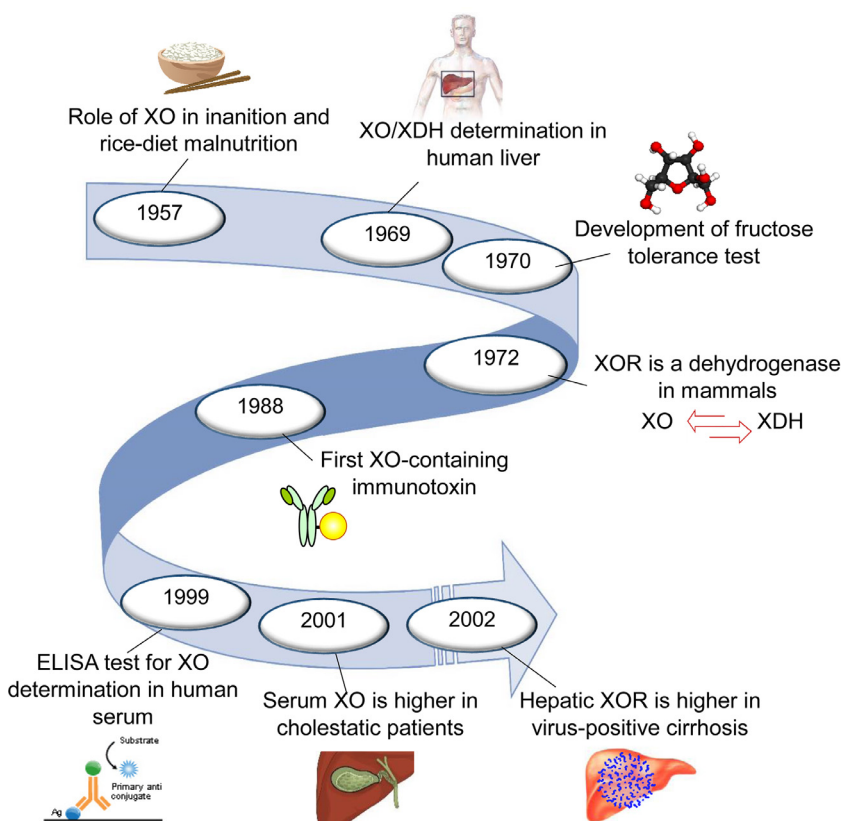 Role of XO in inanition and
rice-diet malnutrition
1957
XO/XDH determination in
human liver
1969
1970
Development of fructose
tolerance test
1972
XOR is a dehydrogenase
in mammals
XO XDH
1988
First XO-containing
immunotoxin
1999
ELISA test for XO
determination in human
serum
Substrate
Primary anti
conjugate
Ag
2001
Serum XO is higher in
cholestatic patients
2002
Hepatic XOR is higher in
virus-positive cirrhosis